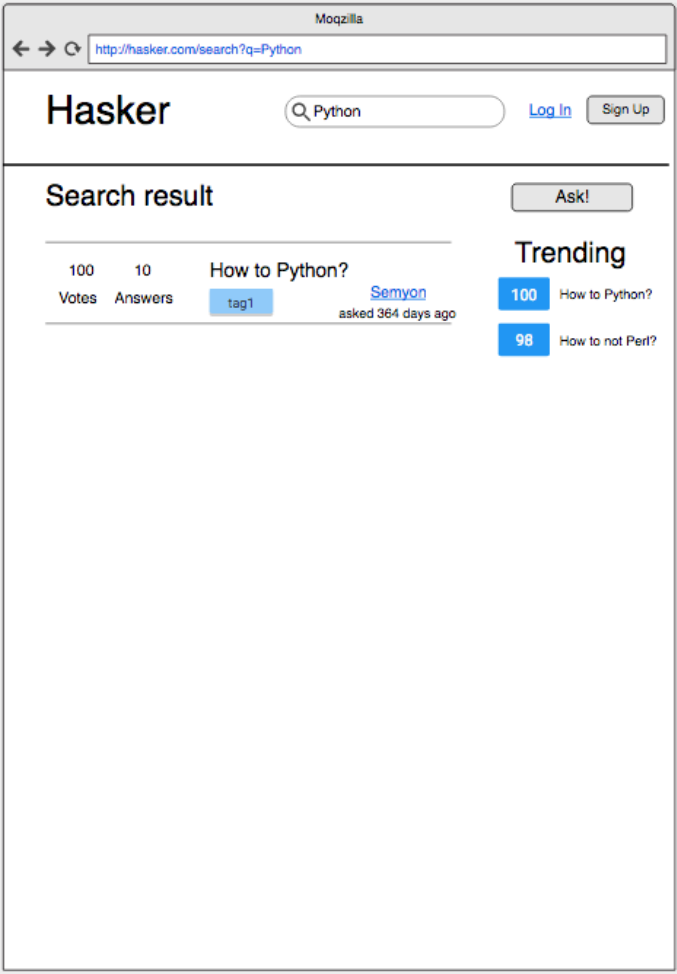 Moqzilla
http://hasker.com/search?q=Python
Hasker
Python
Log In
Sign Up
Search result
Ask!
100
Votes
10
Answers
How to Python?
tag1
Semyon
asked 364 days ago
Trending
100 How to Python?
98 How to not Perl?